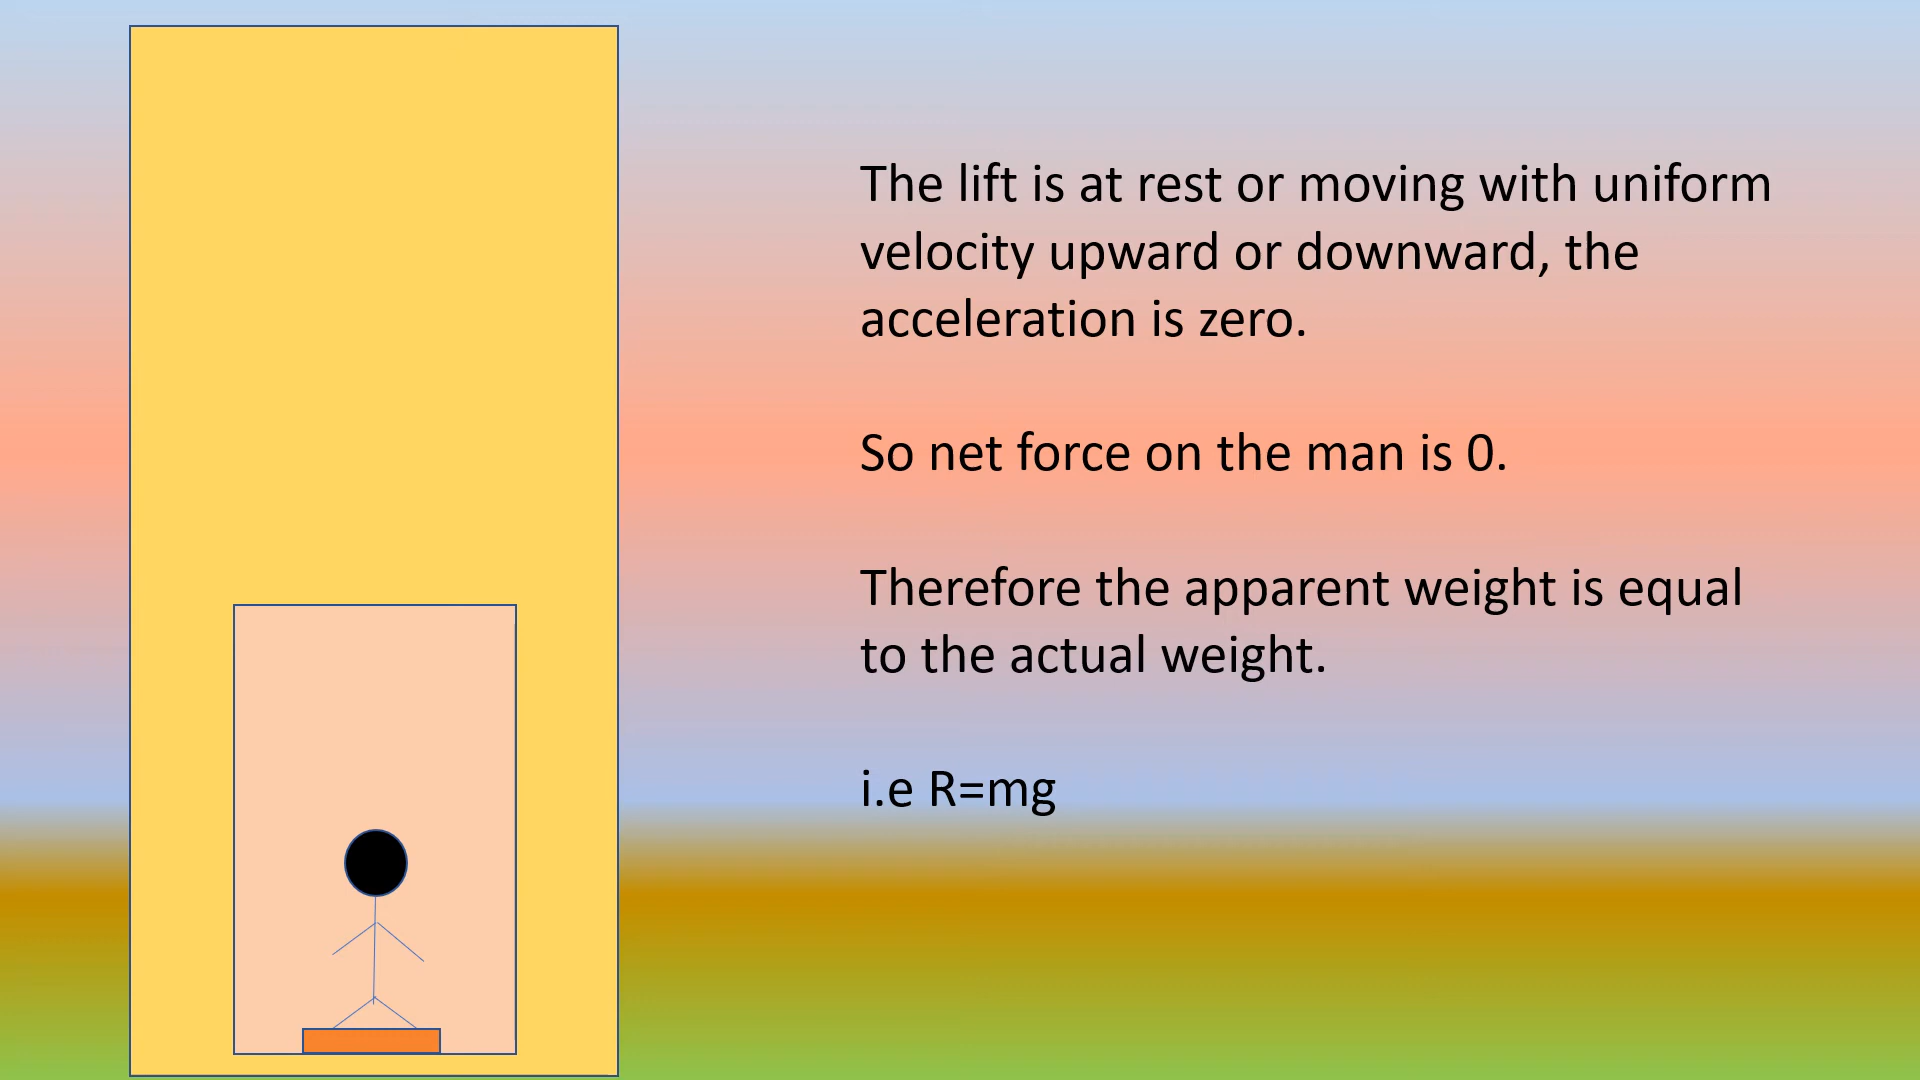 The lift is at rest or moving with uniform
velocity upward or downward, the
acceleration is zero.
So net force on the man is 0.
Therefore the apparent weight is equal
to the actual weight.
i.e R=mg